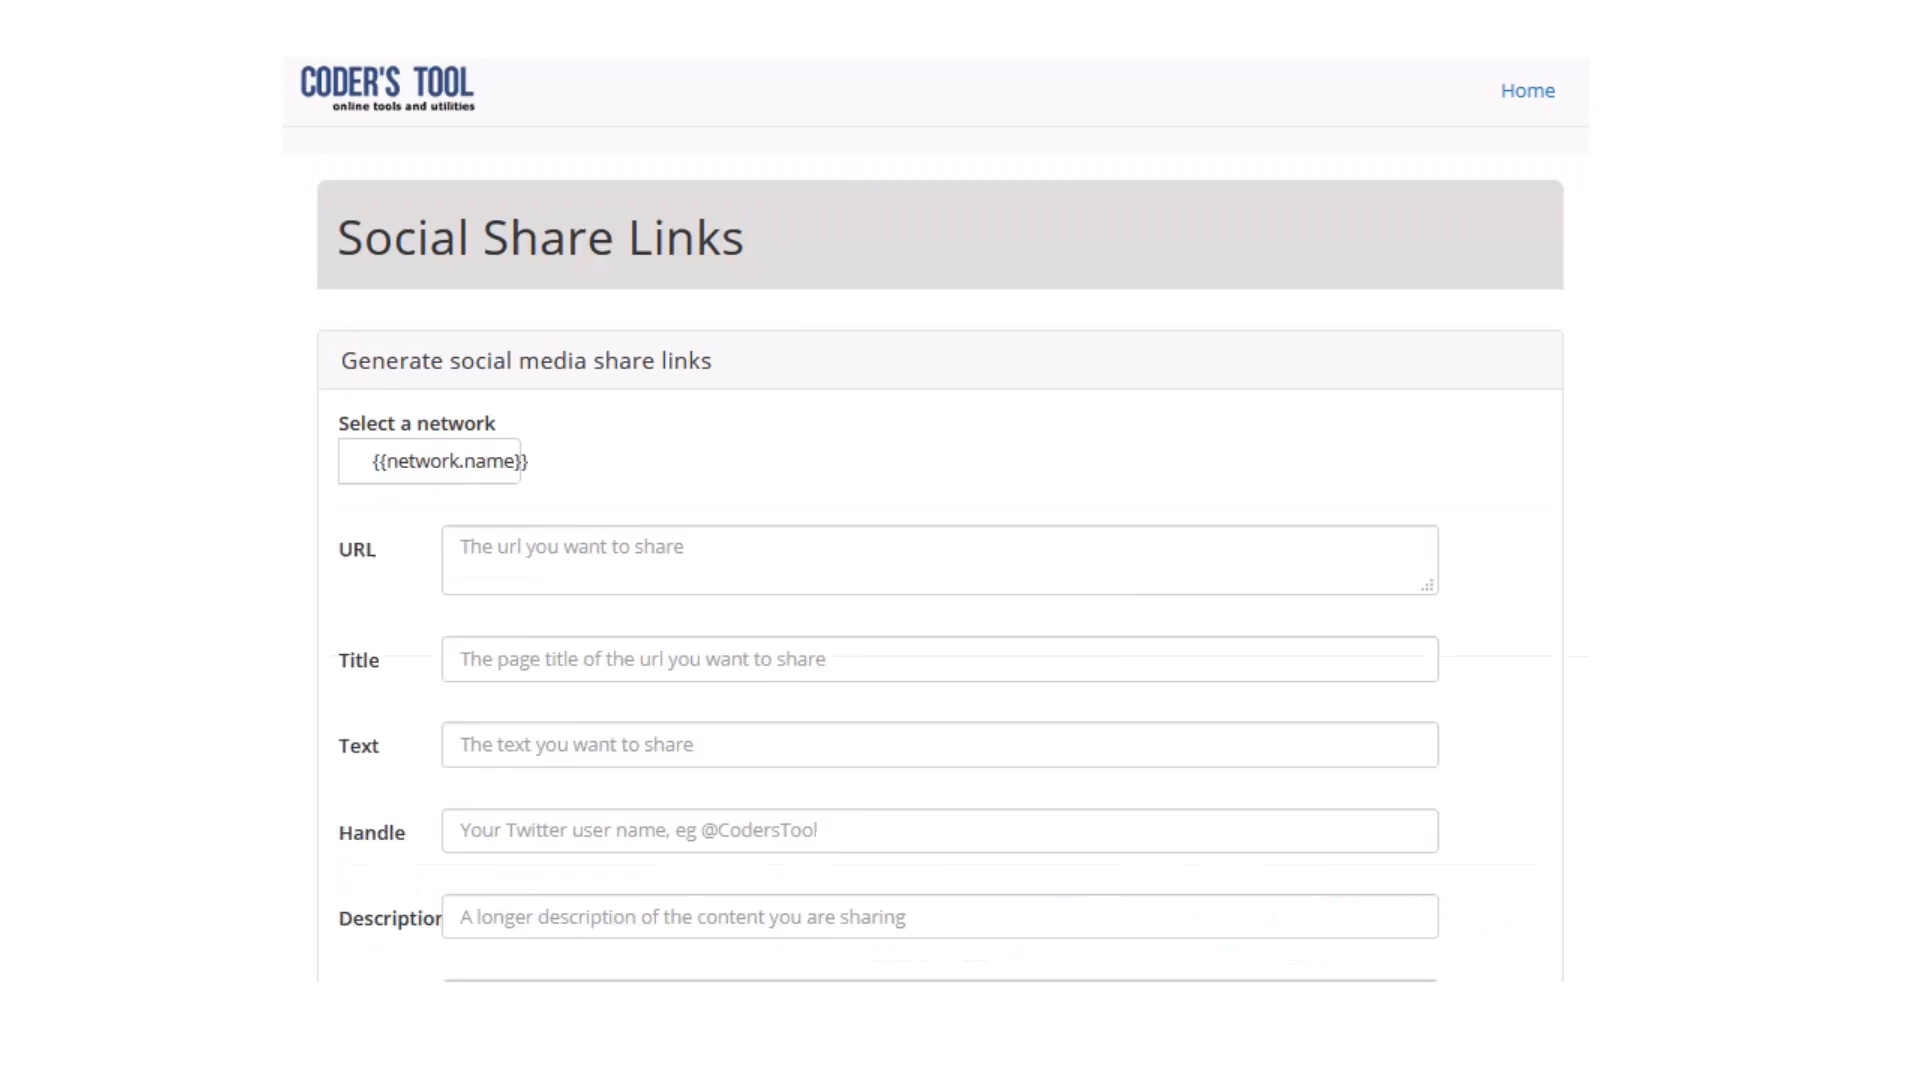 CODER'S TOOL
online tools and utilities
Home
Social Share Links
Generate social media share links
Select a network
{{network.name}}
URL
The url you want to share
Title
The page title of the url you want to share
Text
The text you want to share
Handle
Your Twitter user name, eg @CodersTool
Description
A longer description of the content you are sharing